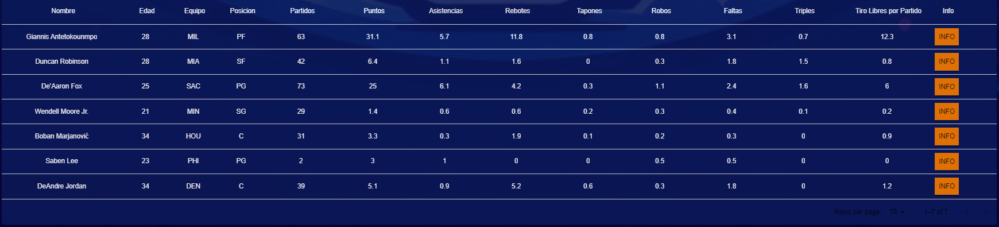 Nombre Edad Equipo Posicion Partidos Puntos Asistencias Rebotes Tapones Robos Faltas Triples Tiro Libres por Partido Info
Giannis Antetokounmpo 28 MIL PF 63 31.1 5.7 11.8 0.8 0.8 3.1 0.7 12.3 INFO
Duncan Robinson 28 MIA SF 42 6.4 1.1 1.6 0 0.3 1.8 1.5 0.8 INFO
De'Aaron Fox 25 SAC PG 73 25 6.1 4.2 0.3 1.1 2.4 1.6 6 INFO
Wendell Moore Jr. 21 MIN SG 29 1.4 0.6 0.6 0.2 0.3 0.4 0.1 0.2 INFO
Boban Marjanović 34 HOU C 31 3.3 0.3 1.9 0.1 0.2 0.3 0 0.9 INFO
Saben Lee 23 PHI PG 2 3 1 0 0 0.5 0.5 0 0 INFO
DeAndre Jordan 34 DEN C 39 5.1 0.9 5.2 0.6 0.3 1.8 0 1.2 INFO
Rows per page: 10 1–7 of 7